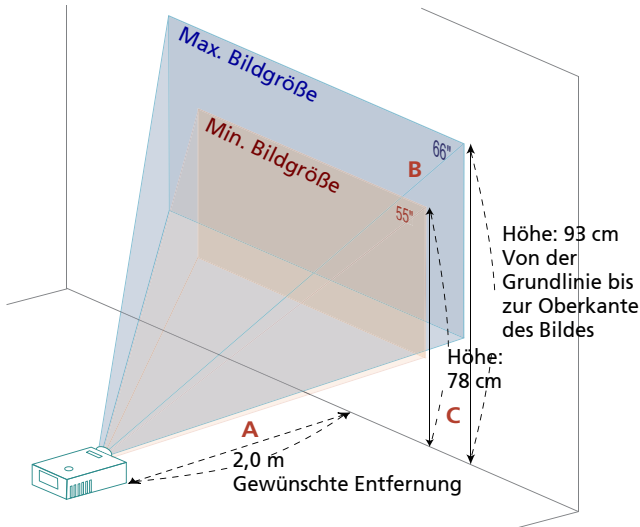 Max. Bildgröße
Min. Bildgröße
66"
B
55"
Höhe: 93 cm
Von der
Grundlinie bis
zur Oberkante
des Bildes
Höhe:
78 cm
C
A
2,0 m
Gewünschte Entfernung